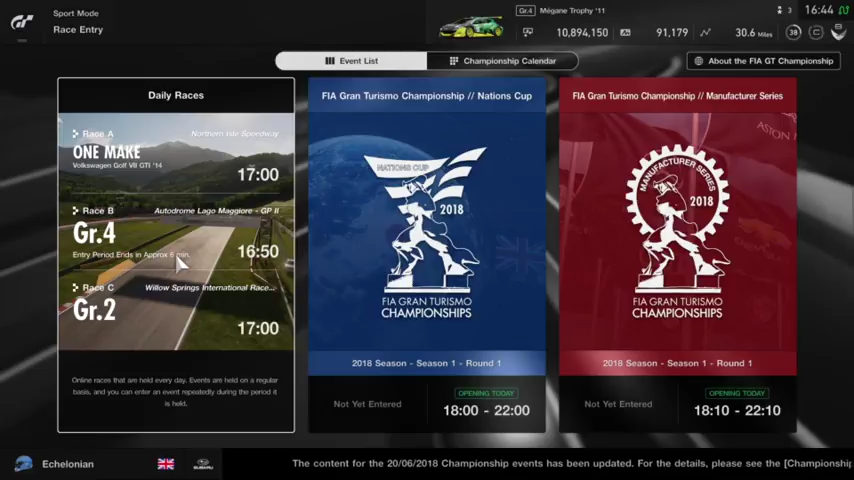 Sport Mode
Race Entry
Gr.4 Mégane Trophy '11
3
16:44
10,894,150
91,179
30.6 Miles
38
Event List
Championship Calendar
About the FIA GT Championship
Daily Races
Race A
Northern Isle Speedway
ONE MAKE
Volkswagen Golf VII GTI '14
17:00
Race B
Autodrome Lago Maggiore - GP II
Gr.4
Entry Period Ends in Approx 6 min.
16:50
Race C
Willow Springs International Race...
Gr.2
17:00
Online races that are held every day. Events are held on a regular
basis, and you can enter an event repeatedly during the period it
is held.
FIA Gran Turismo Championship // Nations Cup
NATIONS CUP
2018
FIA GRAN TURISMO
CHAMPIONSHIPS
2018 Season - Season 1 - Round 1
Not Yet Entered
OPENING TODAY
18:00 - 22:00
FIA Gran Turismo Championship // Manufacturer Series
ASTON
MANUFACTURER SERIES
2018
FIA GRAN TURISMO
CHAMPIONSHIPS
2018 Season - Season 1 - Round 1
Not Yet Entered
OPENING TODAY
18:10 - 22:10
Echelonian
SUBARU
The content for the 20/06/2018 Championship events has been updated. For the details, please see the [Championship